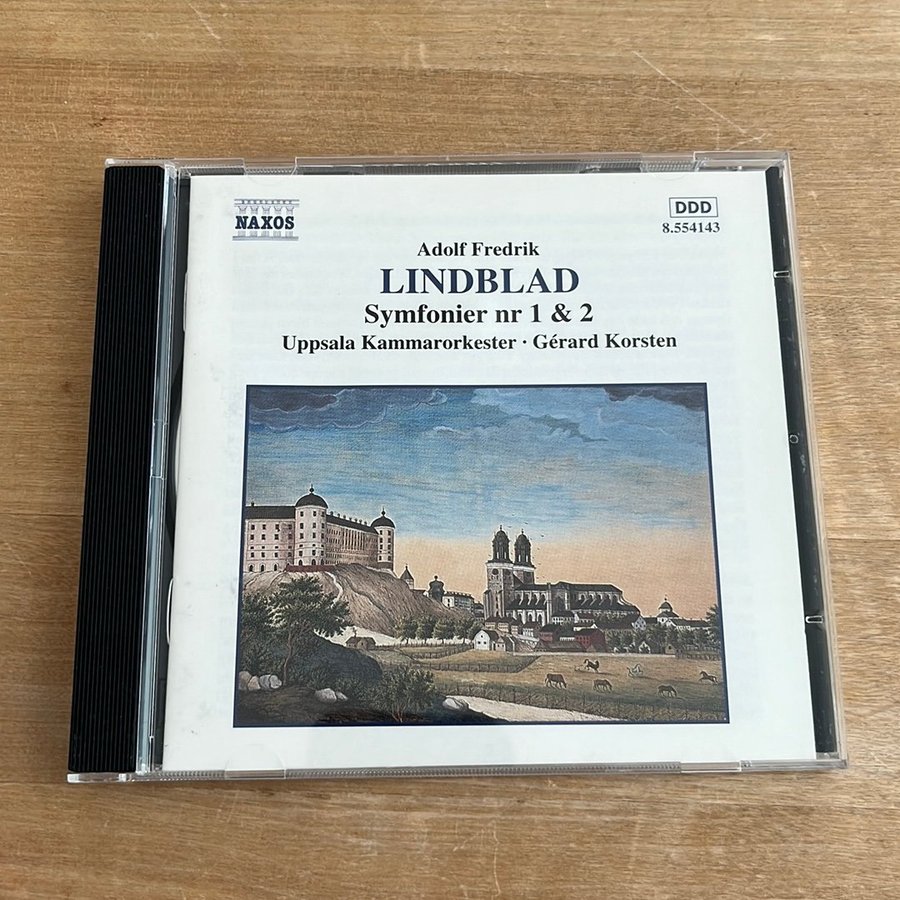 NAXOS
DDD
8.554143
Adolf Fredrik
LINDBLAD
Symfonier nr 1 & 2
Uppsala Kammarorkester · Gérard Korsten